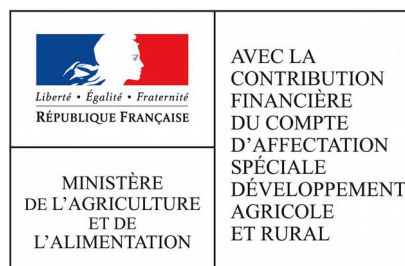 Liberté • Égalité • Fraternité
RÉPUBLIQUE FRANÇAISE
MINISTÈRE
DE L'AGRICULTURE
ET DE
L'ALIMENTATION
AVEC LA
CONTRIBUTION
FINANCIÈRE
DU COMPTE
D'AFFECTATION
SPÉCIALE
DÉVELOPPEMENT
AGRICOLE
ET RURAL